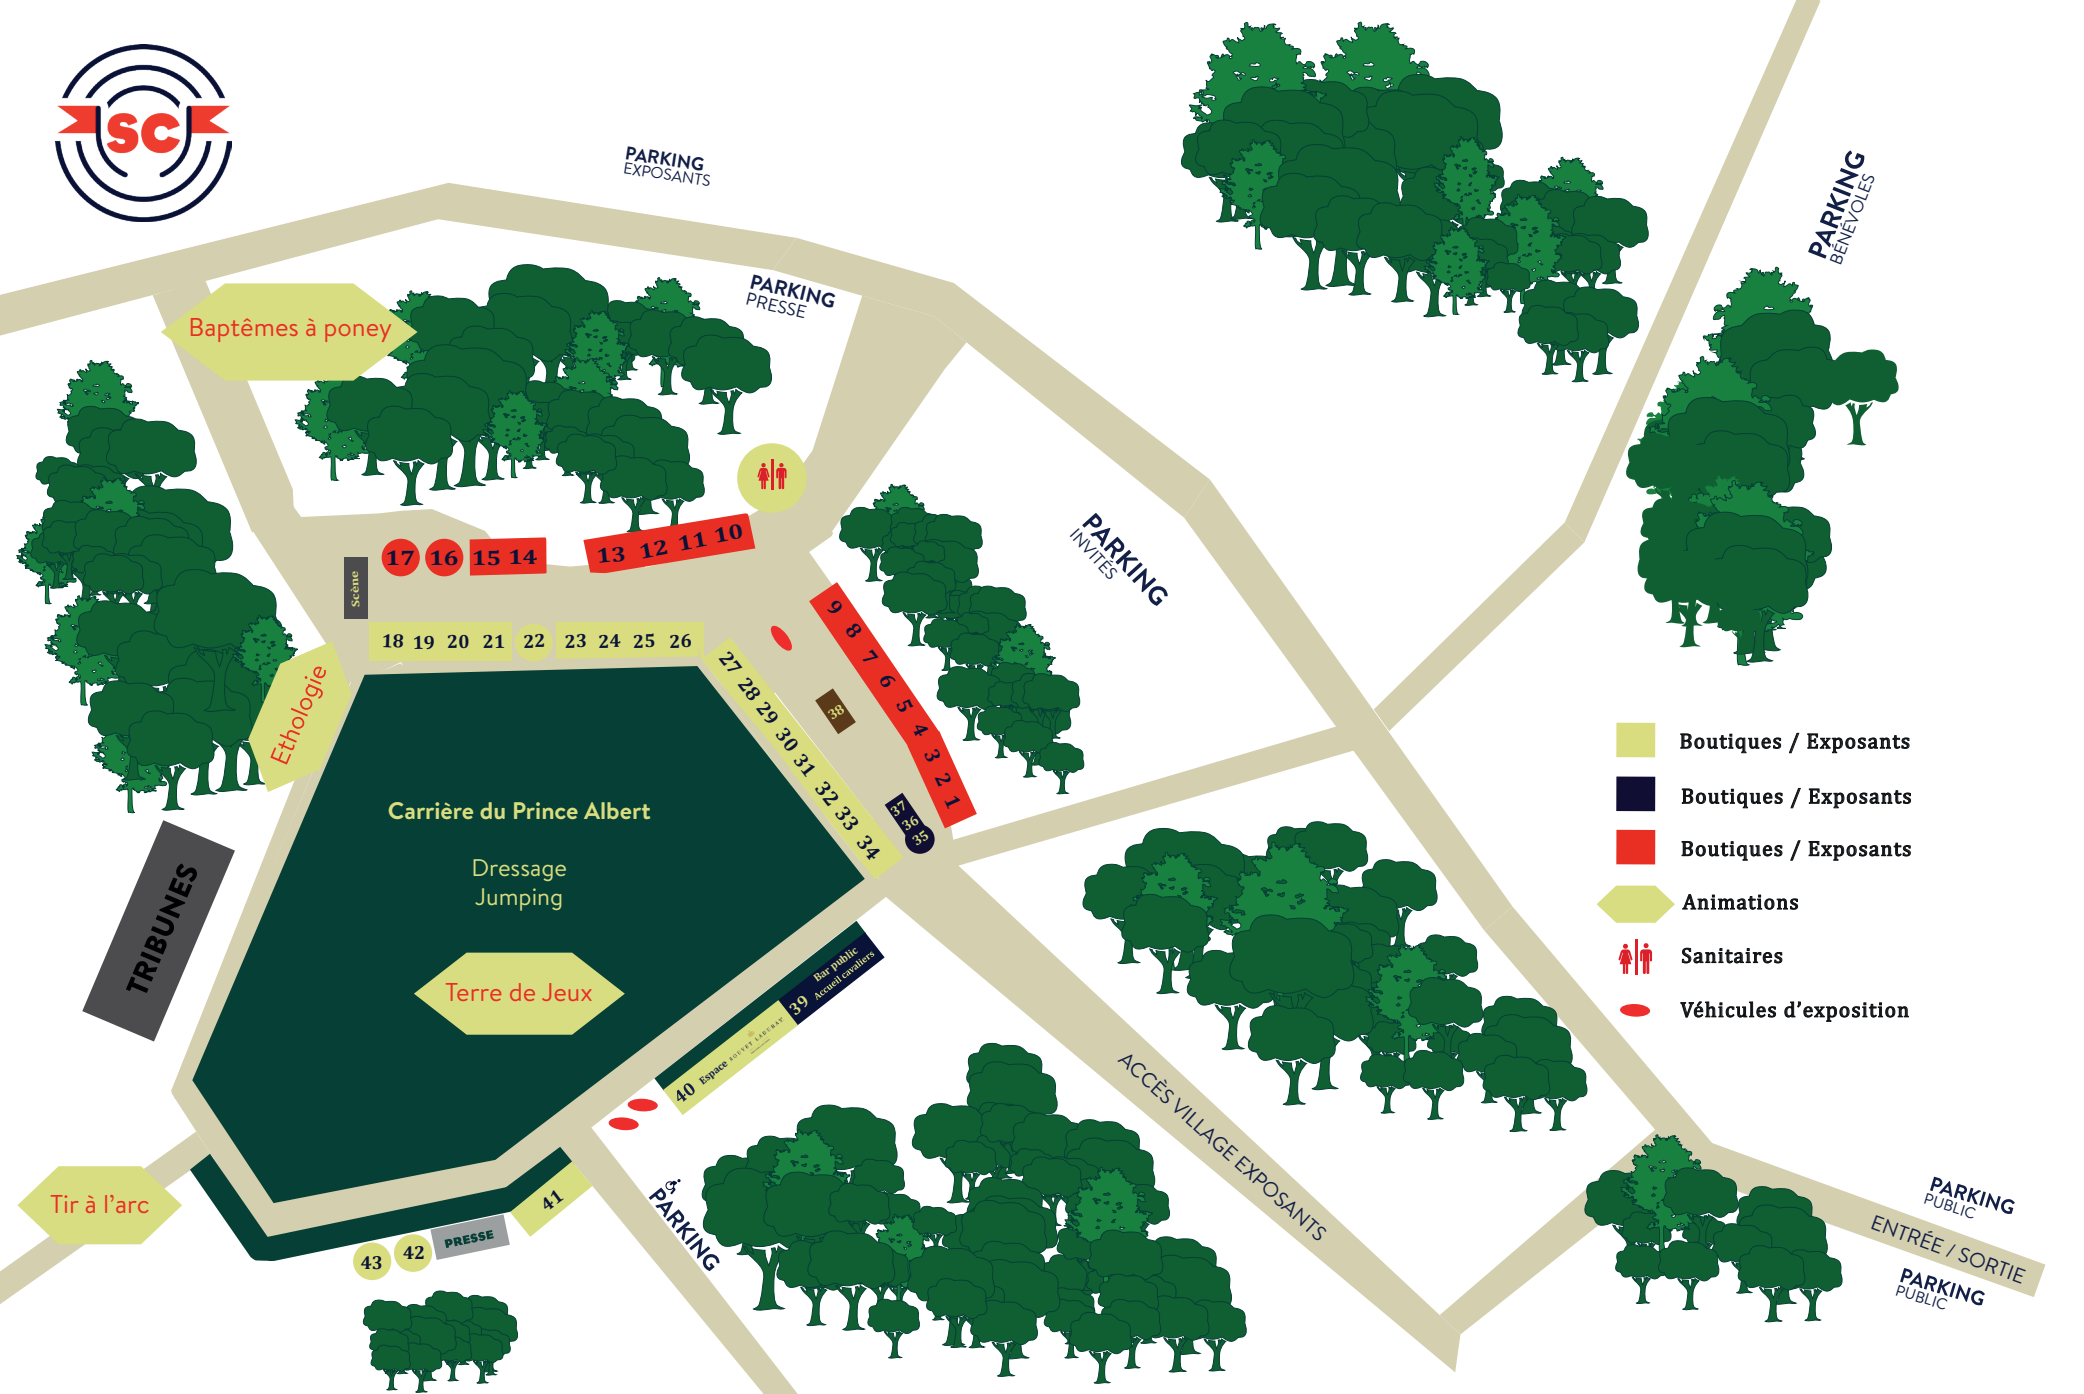 SC
PARKING
EXPOSANTS
PARKING
PRESSE
PARKING
BÉNÉVOLES
Baptêmes à poney
PARKING
INVITÉS
17 16 15 14
13 12 11 10
Scène
18 19 20 21 22 23 24 25 26
9
8
7
6
5
4
3
2
1
27
28
29
30
31
32
33
34
38
37
36
35
Ethologie
Carrière du Prince Albert
Dressage
Jumping
Terre de Jeux
TRIBUNES
39 Bar public
Accueil cavaliers
40 Espace BOUVET LADUBAY
41
PRESSE
42
43
Tir à l'arc
PARKING
ACCÈS VILLAGE EXPOSANTS
Boutiques / Exposants
Boutiques / Exposants
Boutiques / Exposants
Animations
Sanitaires
Véhicules d'exposition
PARKING
PUBLIC
ENTRÉE / SORTIE
PARKING
PUBLIC